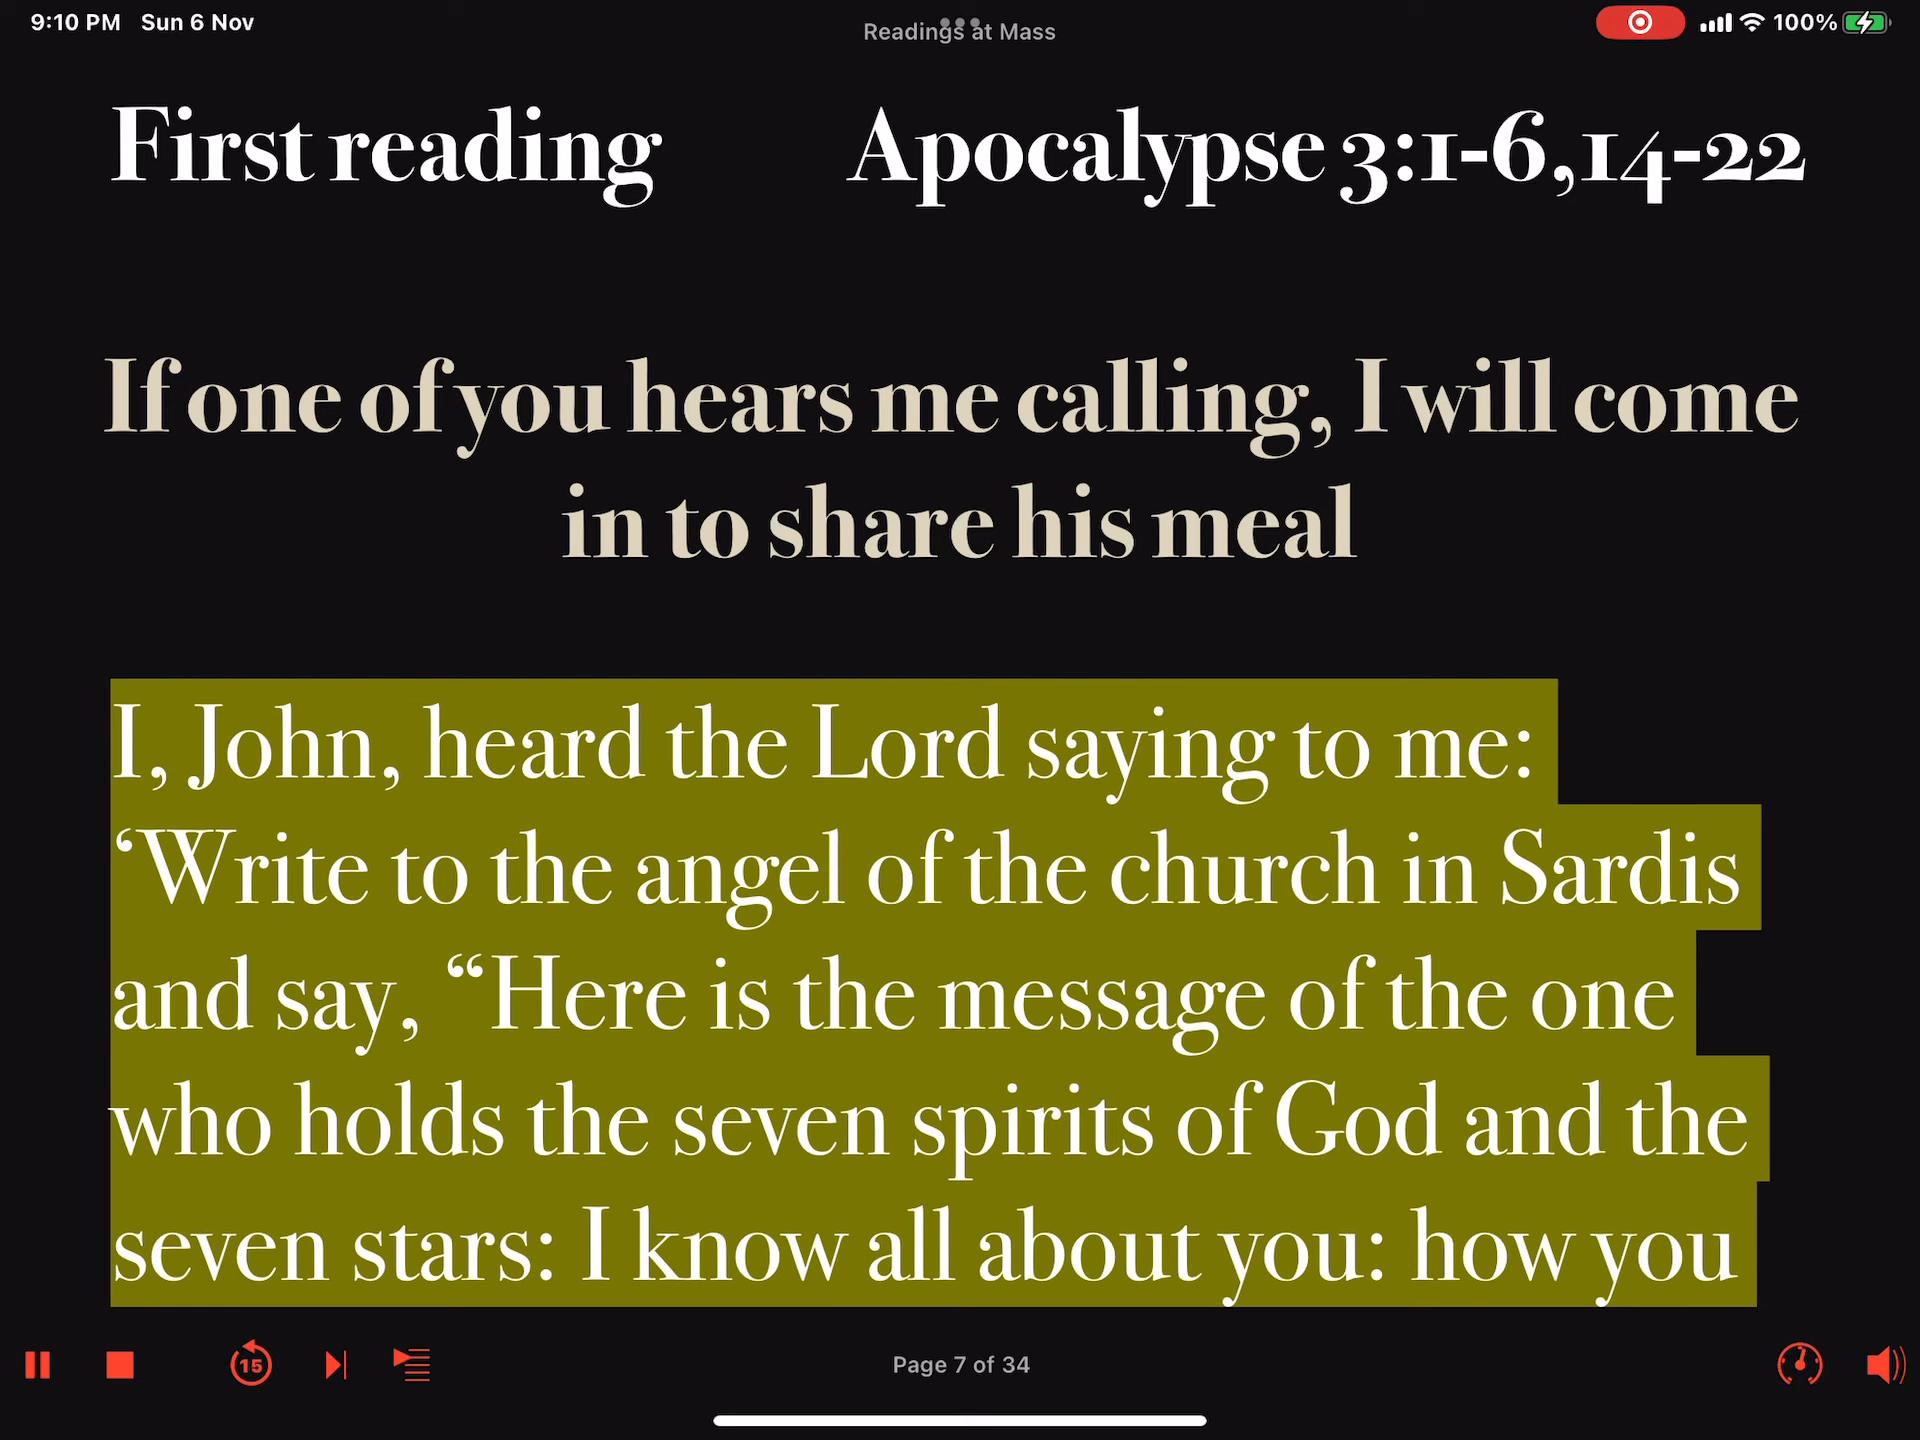 9:10 PM Sun 6 Nov
Readings at Mass
100%
First reading Apocalypse 3:1-6,14-22
If one of you hears me calling, I will come
in to share his meal
I, John, heard the Lord saying to me:
‘Write to the angel of the church in Sardis
and say, “Here is the message of the one
who holds the seven spirits of God and the
seven stars: I know all about you: how you
15
Page 7 of 34